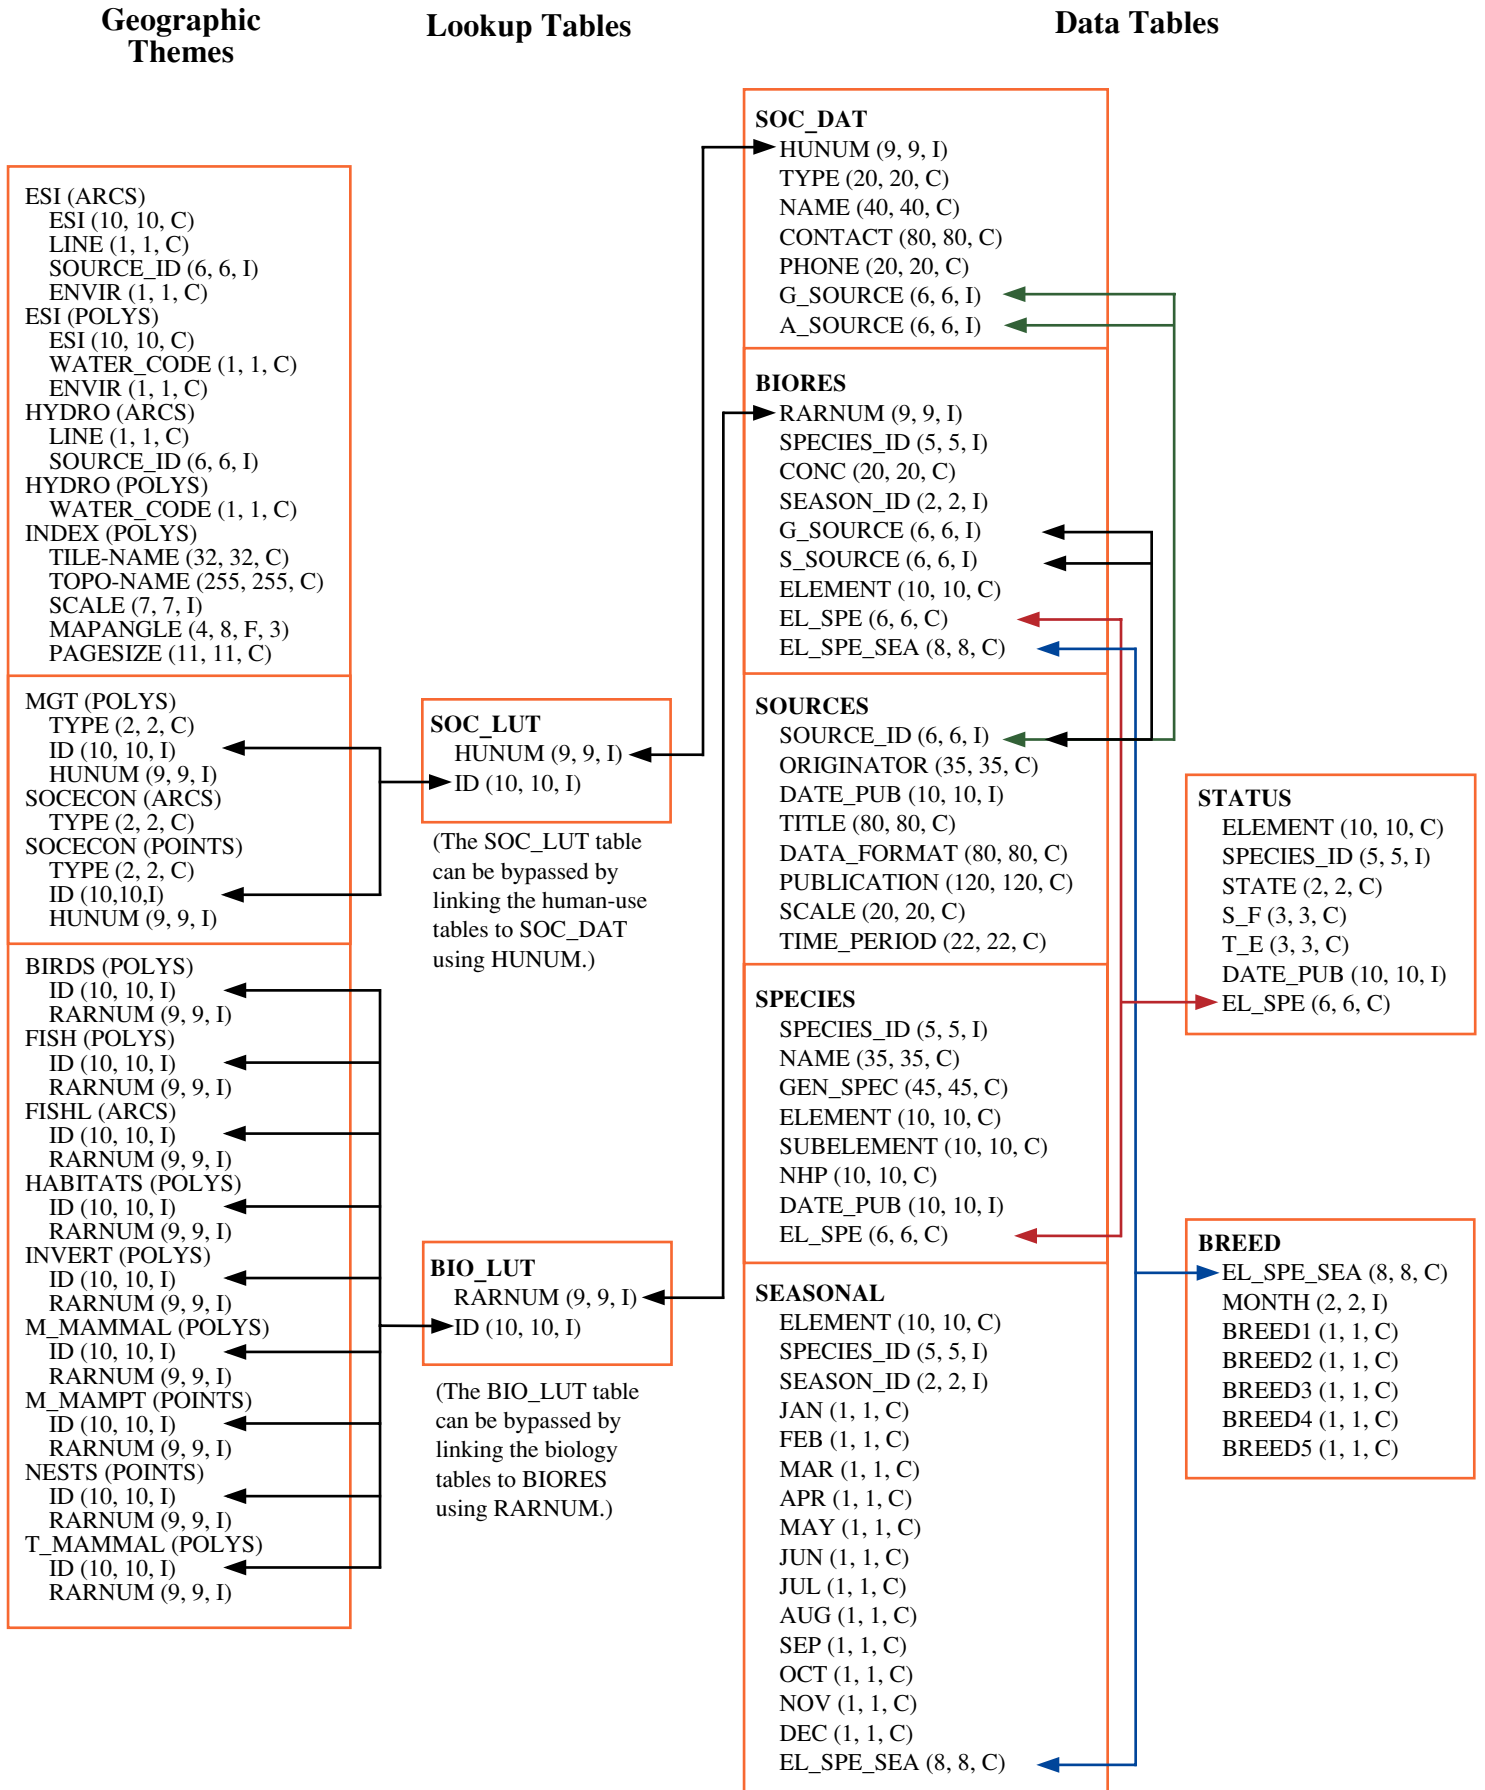 Geographic
Themes
Lookup Tables
Data Tables
ESI (ARCS)
ESI (10, 10, C)
LINE (1, 1, C)
SOURCE_ID (6, 6, I)
ENVIR (1, 1, C)
ESI (POLYS)
ESI (10, 10, C)
WATER_CODE (1, 1, C)
ENVIR (1, 1, C)
HYDRO (ARCS)
LINE (1, 1, C)
SOURCE_ID (6, 6, I)
HYDRO (POLYS)
WATER_CODE (1, 1, C)
INDEX (POLYS)
TILE-NAME (32, 32, C)
TOPO-NAME (255, 255, C)
SCALE (7, 7, I)
MAPANGLE (4, 8, F, 3)
PAGESIZE (11, 11, C)
MGT (POLYS)
TYPE (2, 2, C)
ID (10, 10, I)
HUNUM (9, 9, I)
SOCECON (ARCS)
TYPE (2, 2, C)
SOCECON (POINTS)
TYPE (2, 2, C)
ID (10,10,I)
HUNUM (9, 9, I)
BIRDS (POLYS)
ID (10, 10, I)
RARNUM (9, 9, I)
FISH (POLYS)
ID (10, 10, I)
RARNUM (9, 9, I)
FISHL (ARCS)
ID (10, 10, I)
RARNUM (9, 9, I)
HABITATS (POLYS)
ID (10, 10, I)
RARNUM (9, 9, I)
INVERT (POLYS)
ID (10, 10, I)
RARNUM (9, 9, I)
M_MAMMAL (POLYS)
ID (10, 10, I)
RARNUM (9, 9, I)
M_MAMPT (POINTS)
ID (10, 10, I)
RARNUM (9, 9, I)
NESTS (POINTS)
ID (10, 10, I)
RARNUM (9, 9, I)
T_MAMMAL (POLYS)
ID (10, 10, I)
RARNUM (9, 9, I)
SOC_LUT
HUNUM (9, 9, I)
ID (10, 10, I)
(The SOC_LUT table
can be bypassed by
linking the human-use
tables to SOC_DAT
using HUNUM.)
BIO_LUT
RARNUM (9, 9, I)
ID (10, 10, I)
(The BIO_LUT table
can be bypassed by
linking the biology
tables to BIORES
using RARNUM.)
SOC_DAT
HUNUM (9, 9, I)
TYPE (20, 20, C)
NAME (40, 40, C)
CONTACT (80, 80, C)
PHONE (20, 20, C)
G_SOURCE (6, 6, I)
A_SOURCE (6, 6, I)
BIORES
RARNUM (9, 9, I)
SPECIES_ID (5, 5, I)
CONC (20, 20, C)
SEASON_ID (2, 2, I)
G_SOURCE (6, 6, I)
S_SOURCE (6, 6, I)
ELEMENT (10, 10, C)
EL_SPE (6, 6, C)
EL_SPE_SEA (8, 8, C)
SOURCES
SOURCE_ID (6, 6, I)
ORIGINATOR (35, 35, C)
DATE_PUB (10, 10, I)
TITLE (80, 80, C)
DATA_FORMAT (80, 80, C)
PUBLICATION (120, 120, C)
SCALE (20, 20, C)
TIME_PERIOD (22, 22, C)
SPECIES
SPECIES_ID (5, 5, I)
NAME (35, 35, C)
GEN_SPEC (45, 45, C)
ELEMENT (10, 10, C)
SUBELEMENT (10, 10, C)
NHP (10, 10, C)
DATE_PUB (10, 10, I)
EL_SPE (6, 6, C)
SEASONAL
ELEMENT (10, 10, C)
SPECIES_ID (5, 5, I)
SEASON_ID (2, 2, I)
JAN (1, 1, C)
FEB (1, 1, C)
MAR (1, 1, C)
APR (1, 1, C)
MAY (1, 1, C)
JUN (1, 1, C)
JUL (1, 1, C)
AUG (1, 1, C)
SEP (1, 1, C)
OCT (1, 1, C)
NOV (1, 1, C)
DEC (1, 1, C)
EL_SPE_SEA (8, 8, C)
STATUS
ELEMENT (10, 10, C)
SPECIES_ID (5, 5, I)
STATE (2, 2, C)
S_F (3, 3, C)
T_E (3, 3, C)
DATE_PUB (10, 10, I)
EL_SPE (6, 6, C)
BREED
EL_SPE_SEA (8, 8, C)
MONTH (2, 2, I)
BREED1 (1, 1, C)
BREED2 (1, 1, C)
BREED3 (1, 1, C)
BREED4 (1, 1, C)
BREED5 (1, 1, C)